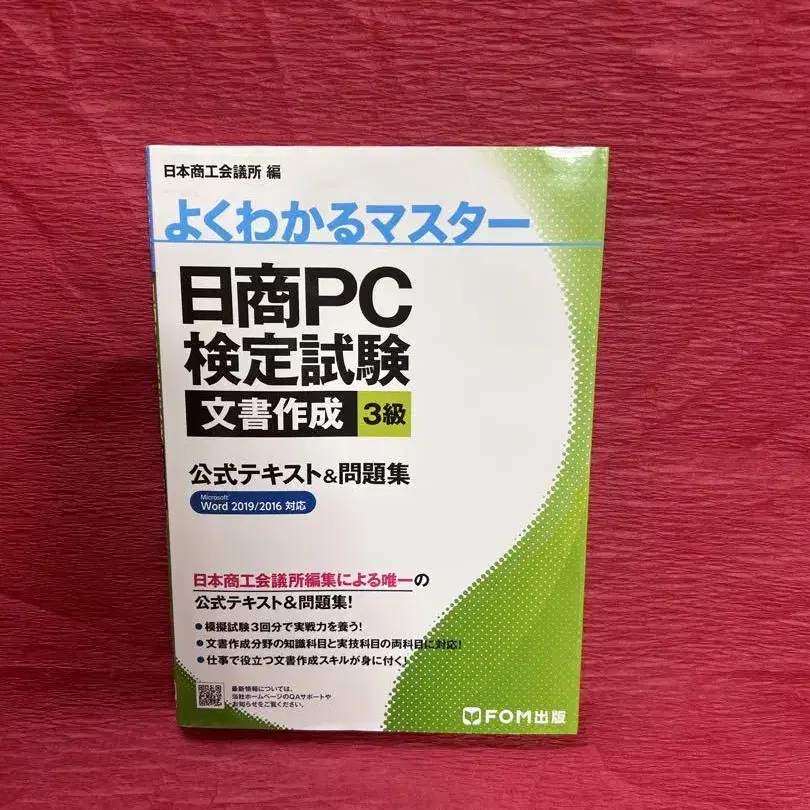 日本商工会議所 編
よくわかるマスター
日商PC
検定試験
文書作成 3級
公式テキスト&問題集
Microsoft®
Word 2019/2016 対応
日本商工会議所編集による唯一の
公式テキスト&問題集!
●模擬試験3回分で実戦力を養う!
●文書作成分野の知識科目と実技科目の両科目に対応!
●仕事で役立つ文書作成スキルが身に付く!
最新情報については、
当社ホームページのQAサポートや
お知らせをご覧ください。
FOM出版